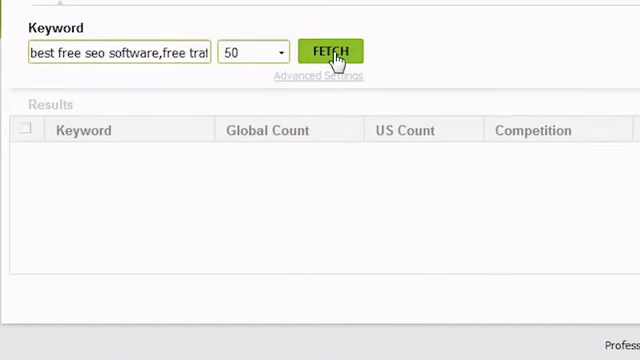 Keyword
best free seo software,free traf
50
FETCH
Advanced Settings
Results
Keyword Global Count US Count Competition
Profess